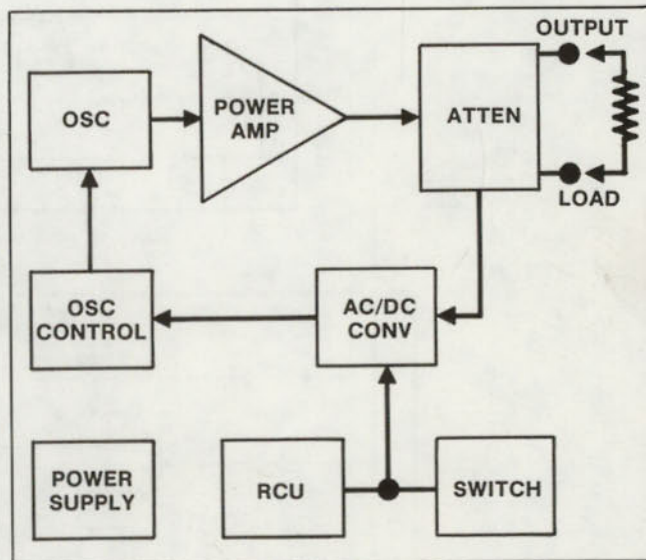 OUTPUT
OSC
POWER
AMP
ATTEN
LOAD
OSC
CONTROL
AC/DC
CONV
POWER
SUPPLY
RCU
SWITCH